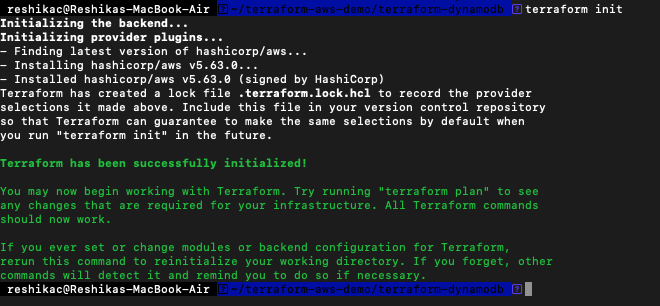 reshikac@Reshikas-MacBook-Air ? ~/terraform-aws-demo/terraform-dynamodb ? terraform init
Initializing the backend...
Initializing provider plugins...
- Finding latest version of hashicorp/aws...
- Installing hashicorp/aws v5.63.0...
- Installed hashicorp/aws v5.63.0 (signed by HashiCorp)
Terraform has created a lock file .terraform.lock.hcl to record the provider
selections it made above. Include this file in your version control repository
so that Terraform can guarantee to make the same selections by default when
you run "terraform init" in the future.
Terraform has been successfully initialized!
You may now begin working with Terraform. Try running "terraform plan" to see
any changes that are required for your infrastructure. All Terraform commands
should now work.
If you ever set or change modules or backend configuration for Terraform,
rerun this command to reinitialize your working directory. If you forget, other
commands will detect it and remind you to do so if necessary.
reshikac@Reshikas-MacBook-Air ? ~/terraform-aws-demo/terraform-dynamodb ?